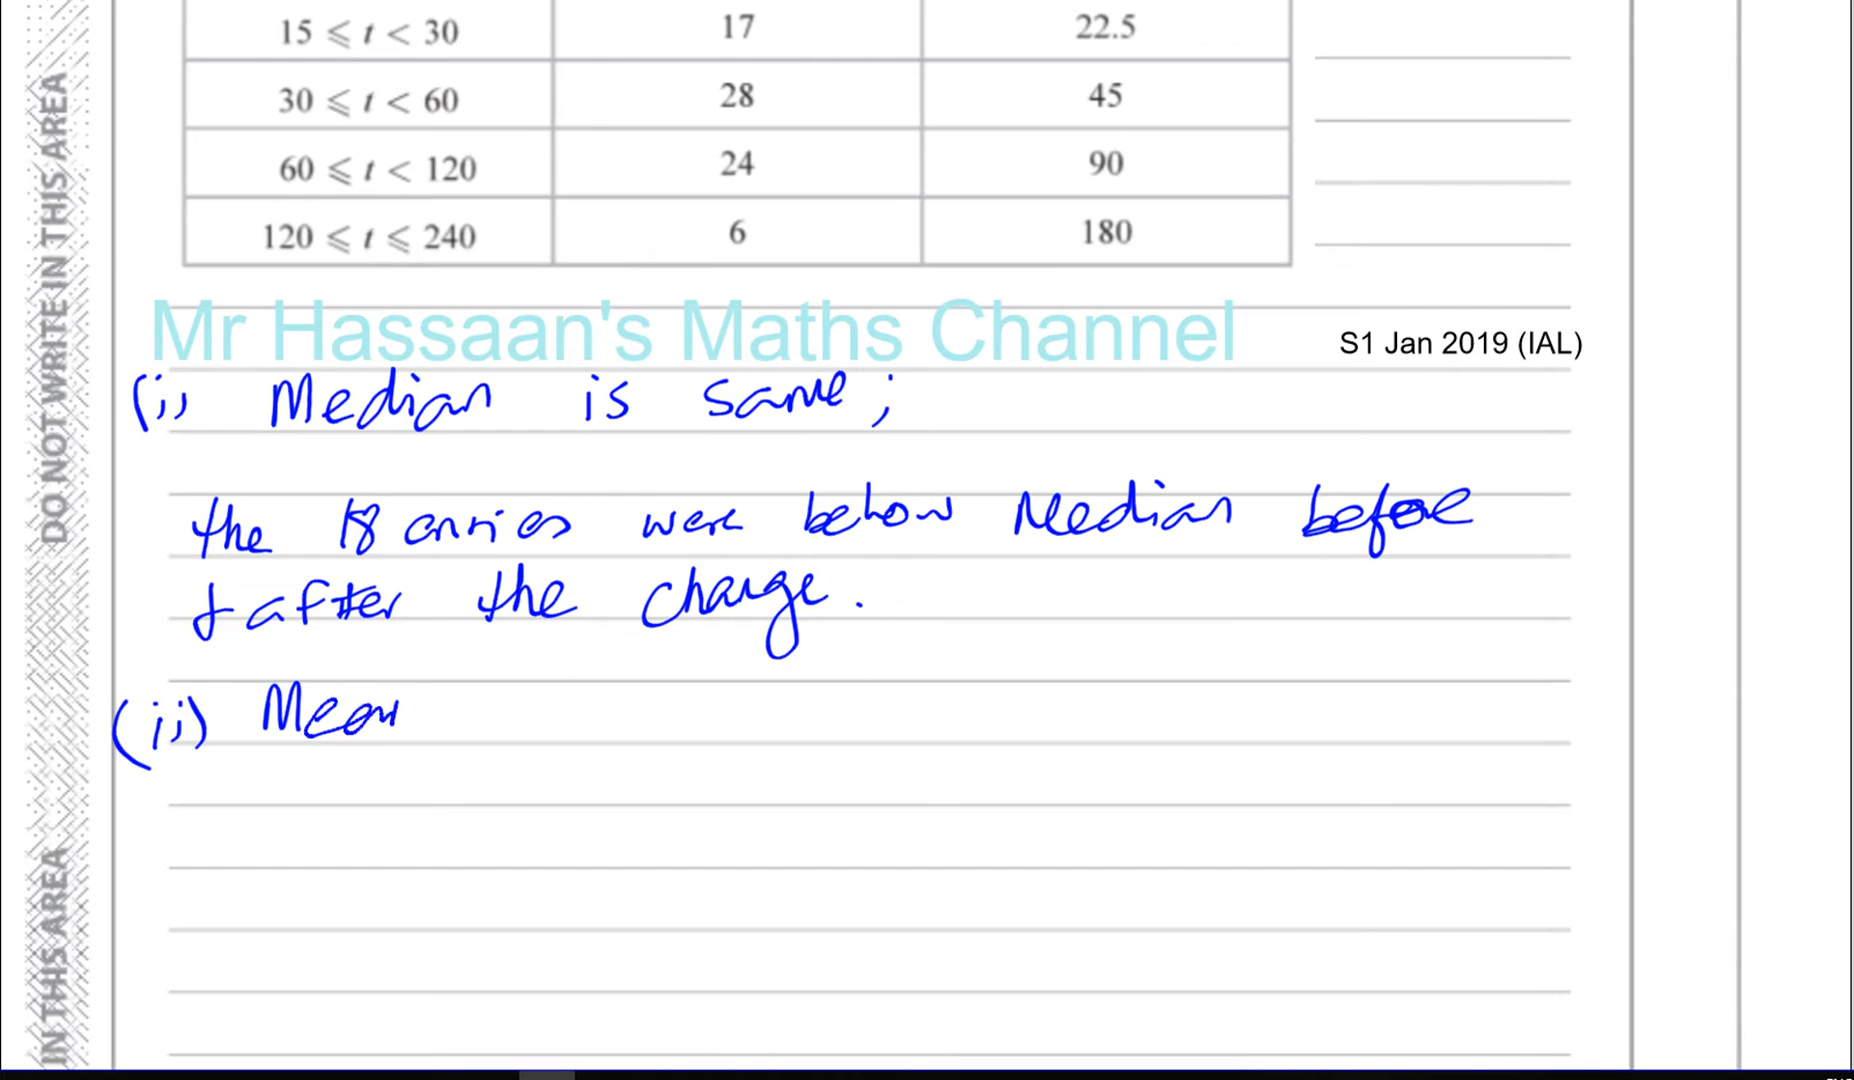 15 ⩽ t < 30 17 22.5
30 ⩽ t < 60 28 45
60 ⩽ t < 120 24 90
120 ⩽ t ⩽ 240 6 180
DO NOT WRITE IN THIS AREA
Mr Hassaan's Maths Channel
S1 Jan 2019 (IAL)
(i) Median is same;
the 18 were below Median before
& after the change.
(ii) Mean
IN THIS AREA